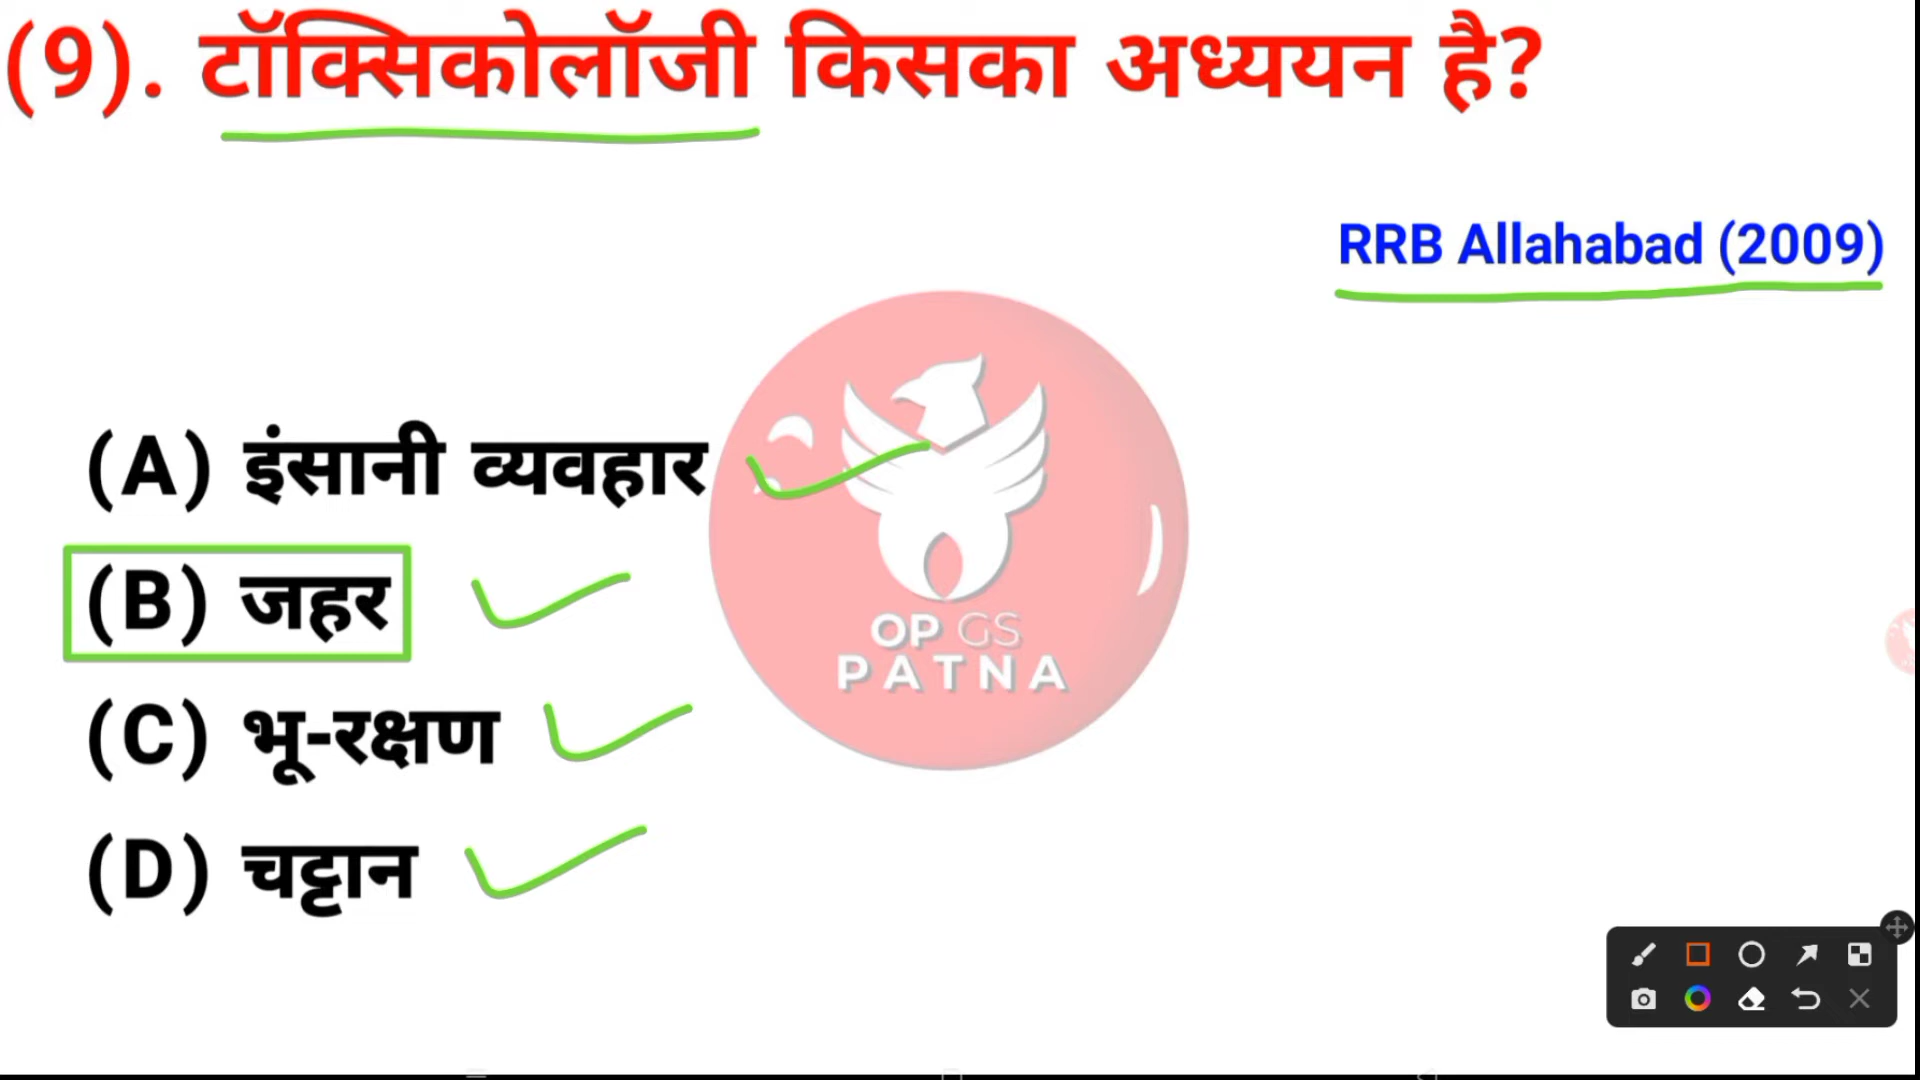 (9). टॉक्सिकोलॉजी किसका अध्ययन है?
RRB Allahabad (2009)
(A) इंसानी व्यवहार
(B) जहर
(C) भू-रक्षण
(D) चट्टान
OP GS
PATNA